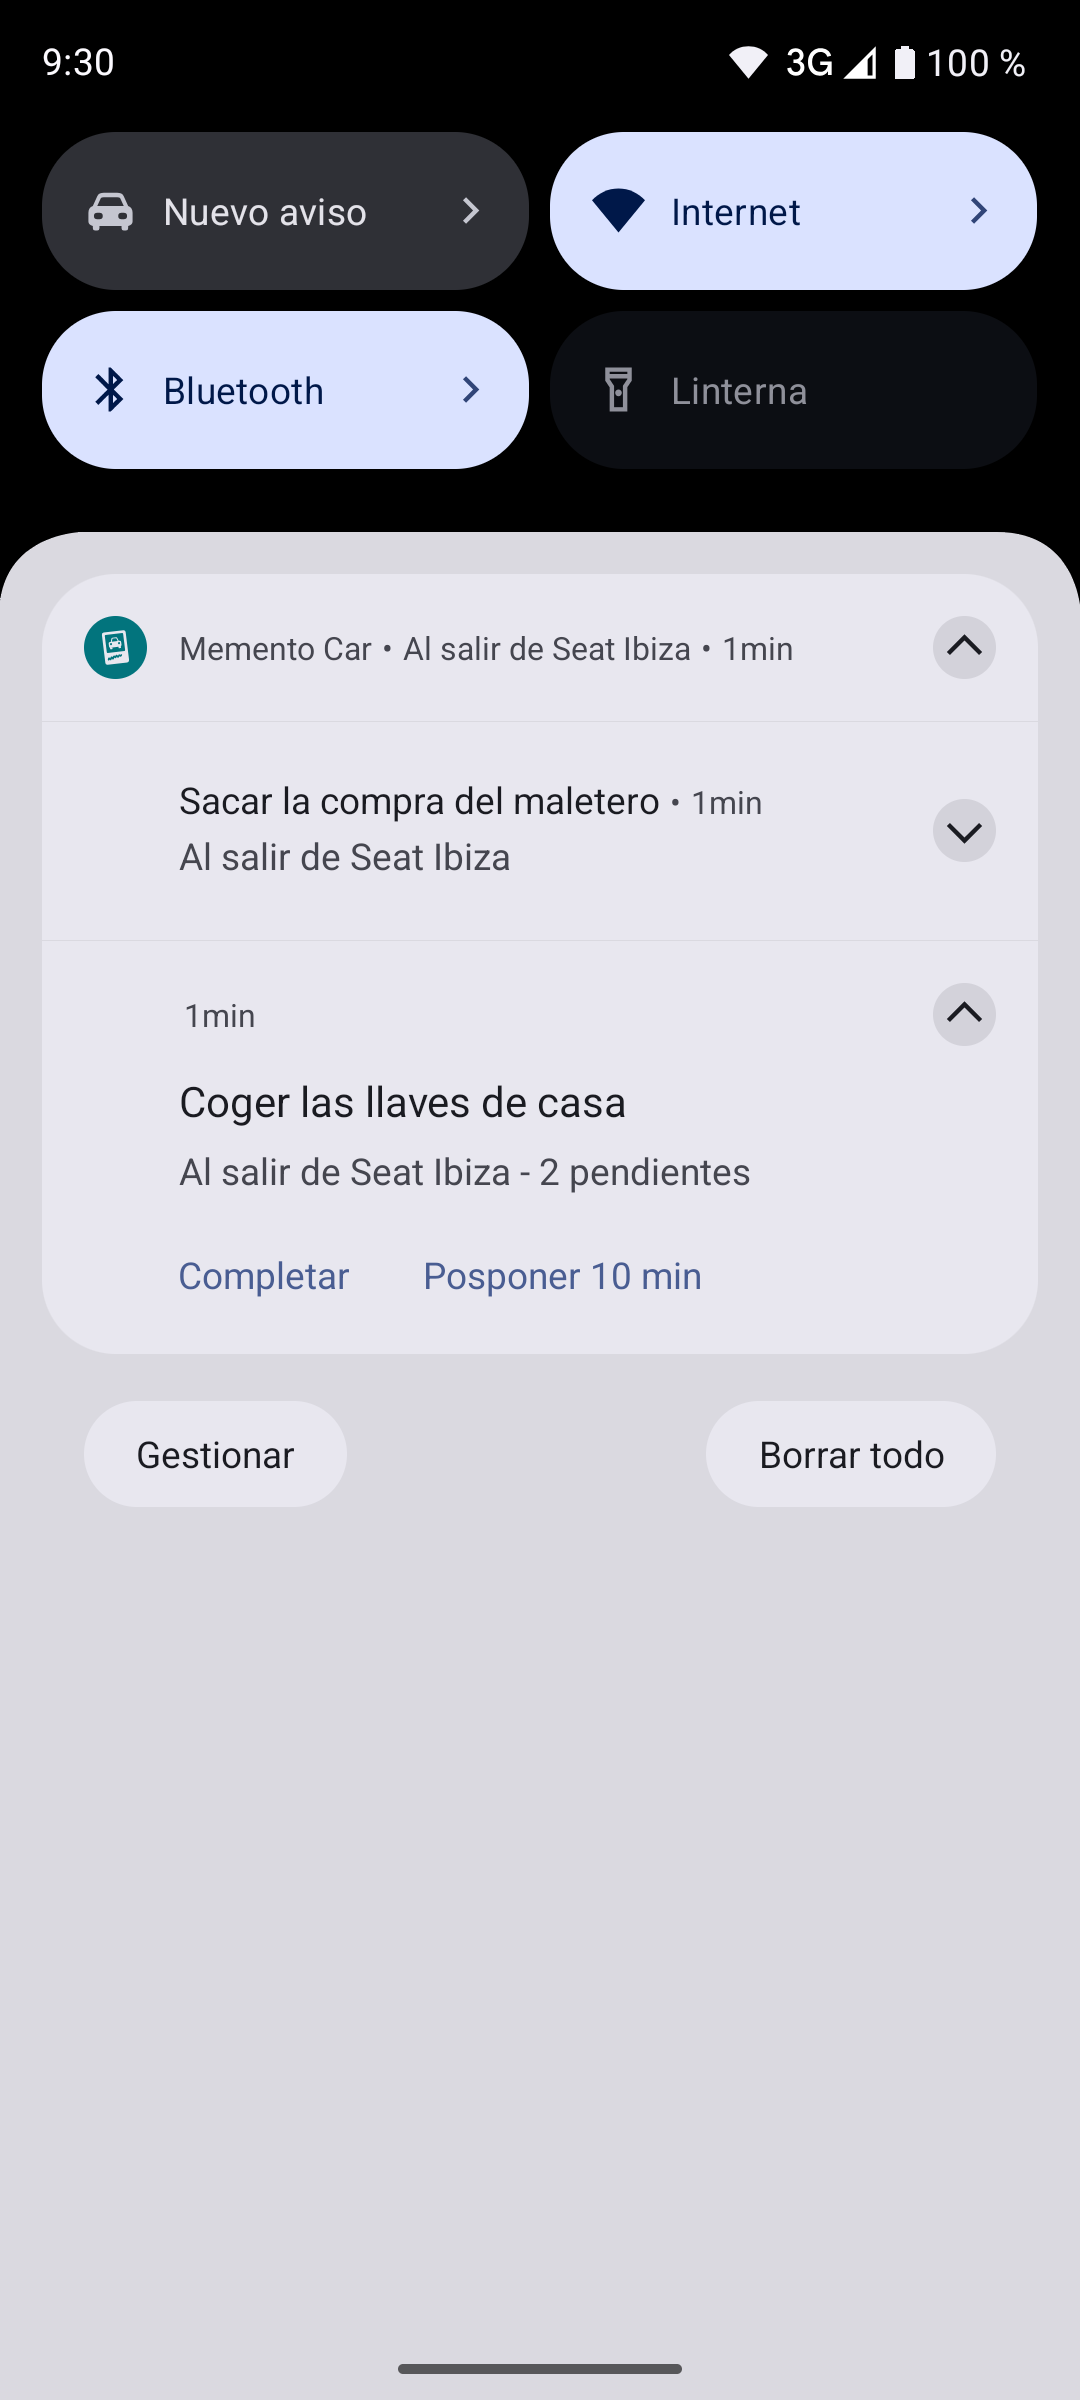 9:30
3G 100 %
Nuevo aviso
Internet
Bluetooth
Linterna
Memento Car • Al salir de Seat Ibiza • 1min
Sacar la compra del maletero • 1min
Al salir de Seat Ibiza
1min
Coger las llaves de casa
Al salir de Seat Ibiza - 2 pendientes
Completar Posponer 10 min
Gestionar
Borrar todo